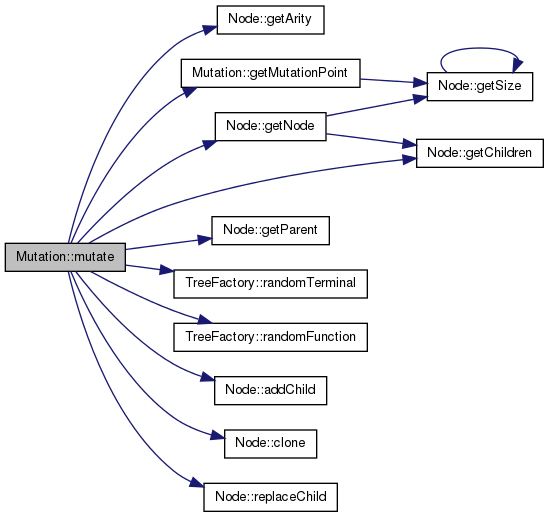 Node::getArity
Mutation::getMutationPoint
Node::getSize
Node::getNode
Node::getChildren
Node::getParent
Mutation::mutate
TreeFactory::randomTerminal
TreeFactory::randomFunction
Node::addChild
Node::clone
Node::replaceChild